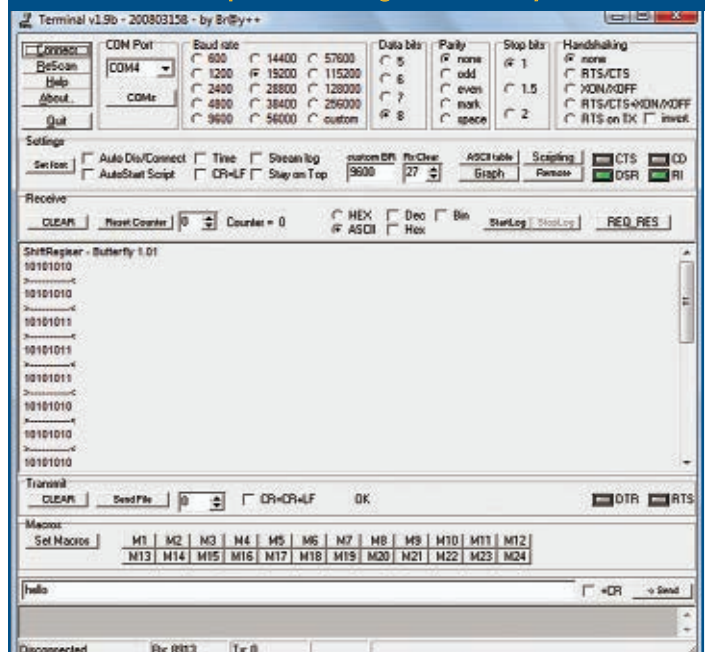 Terminal v1.9b - 20080315B - by Br@y++
Connect
ReScan
Help
About..
Quit
COM Port
COM4
COMs
Baud rate
600 14400 57600
1200 19200 115200
2400 28800 128000
4800 38400 256000
9600 56000 custom
Data bits
5
6
7
8
Parity
none
odd
even
mark
space
Stop bits
1
1.5
2
Handshaking
none
RTS/CTS
XON/XOFF
RTS/CTS+XON/XOFF
RTS on TX invert
Settings
Set font
Auto Dis/Connect Time Stream log
AutoStart Script CR=LF Stay on Top
custom BR Rx Clear
9600 27
ASCII table Scripting
Graph Remote
CTS CD
DSR RI
Receive
CLEAR Reset Counter 0 Counter = 0
HEX Dec Bin
ASCII Hex
StartLog StopLog REQ_RES
ShiftRegiser - Butterfly 1.01
10101010
>-------<
10101010
>-------<
10101011
>-------<
10101011
>-------<
10101011
>-------<
10101010
>-------<
10101010
>-------<
10101010
Transmit
CLEAR Send File 0 CR=CR+LF OK
DTR RTS
Macros
Set Macros
M1 M2 M3 M4 M5 M6 M7 M8 M9 M10 M11 M12
M13 M14 M15 M16 M17 M18 M19 M20 M21 M22 M23 M24
hello
+CR -> Send
Disconnected Rx: 8913 Tx: 0